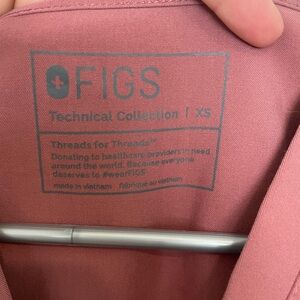 FIGS
Technical Collection | XS
Threads for Threads™
Donating to healthcare providers in need
around the world. Because everyone
deserves to #wearFIGS
made in vietnam fabriqué au vietnam